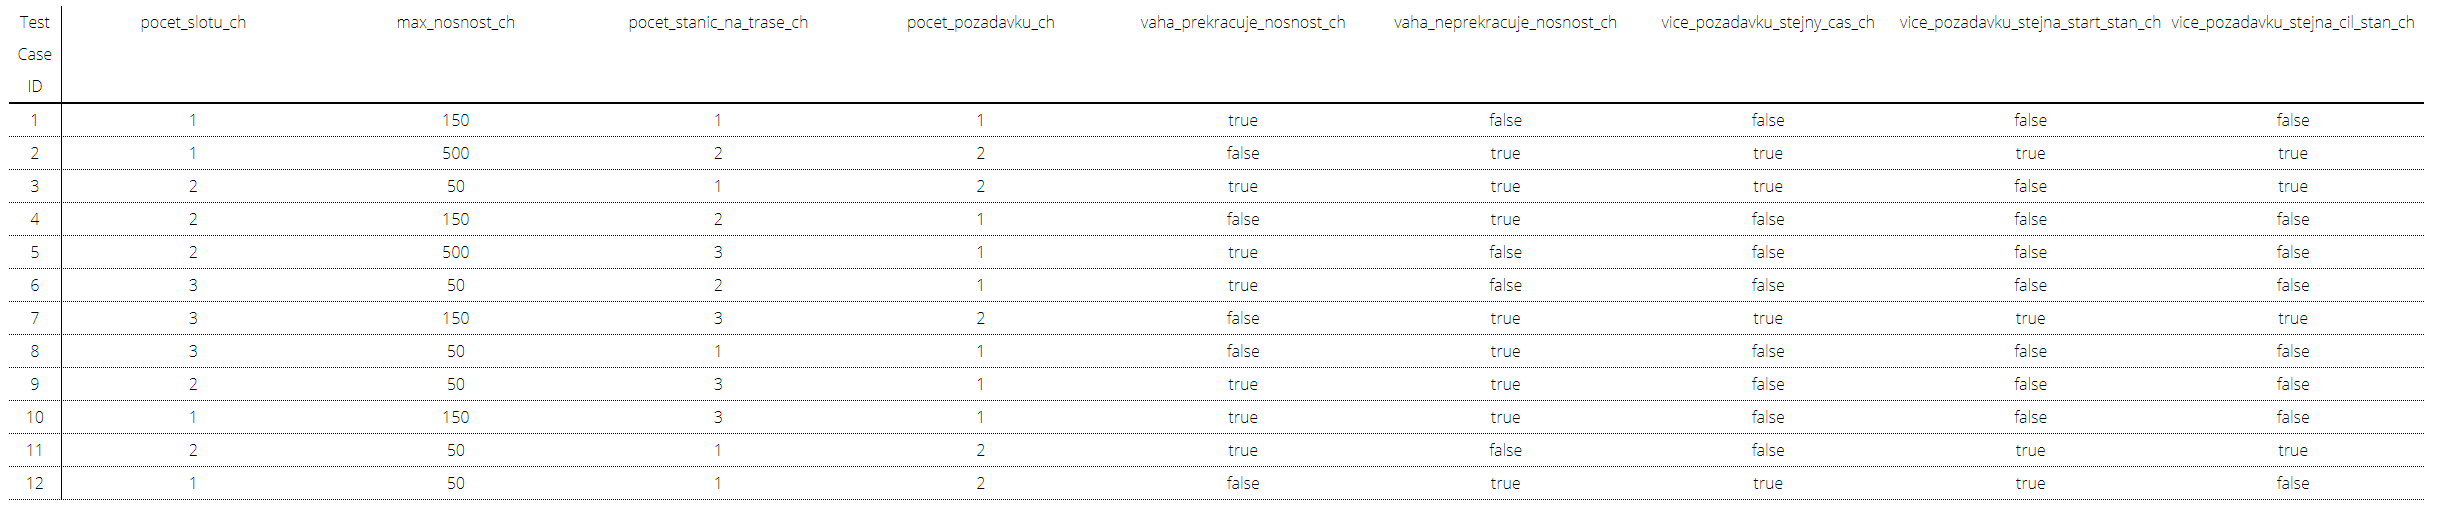 Test Case ID pocet_slotu_ch max_nosnost_ch pocet_stanic_na_trase_ch pocet_pozadavku_ch vaha_prekracuje_nosnost_ch vaha_neprekracuje_nosnost_ch vice_pozadavku_stejny_cas_ch vice_pozadavku_stejna_start_stan_ch vice_pozadavku_stejna_cil_stan_ch
1 1 150 1 1 true false false false false
2 1 500 2 2 false true true true true
3 2 50 1 2 true true true false true
4 2 150 2 1 false true false false false
5 2 500 3 1 true false false false false
6 3 50 2 1 true false false false false
7 3 150 3 2 false true true true true
8 3 50 1 1 false true false false false
9 2 50 3 1 true true false false false
10 1 150 3 1 true true false false false
11 2 50 1 2 true false false true true
12 1 50 1 2 false true true true false